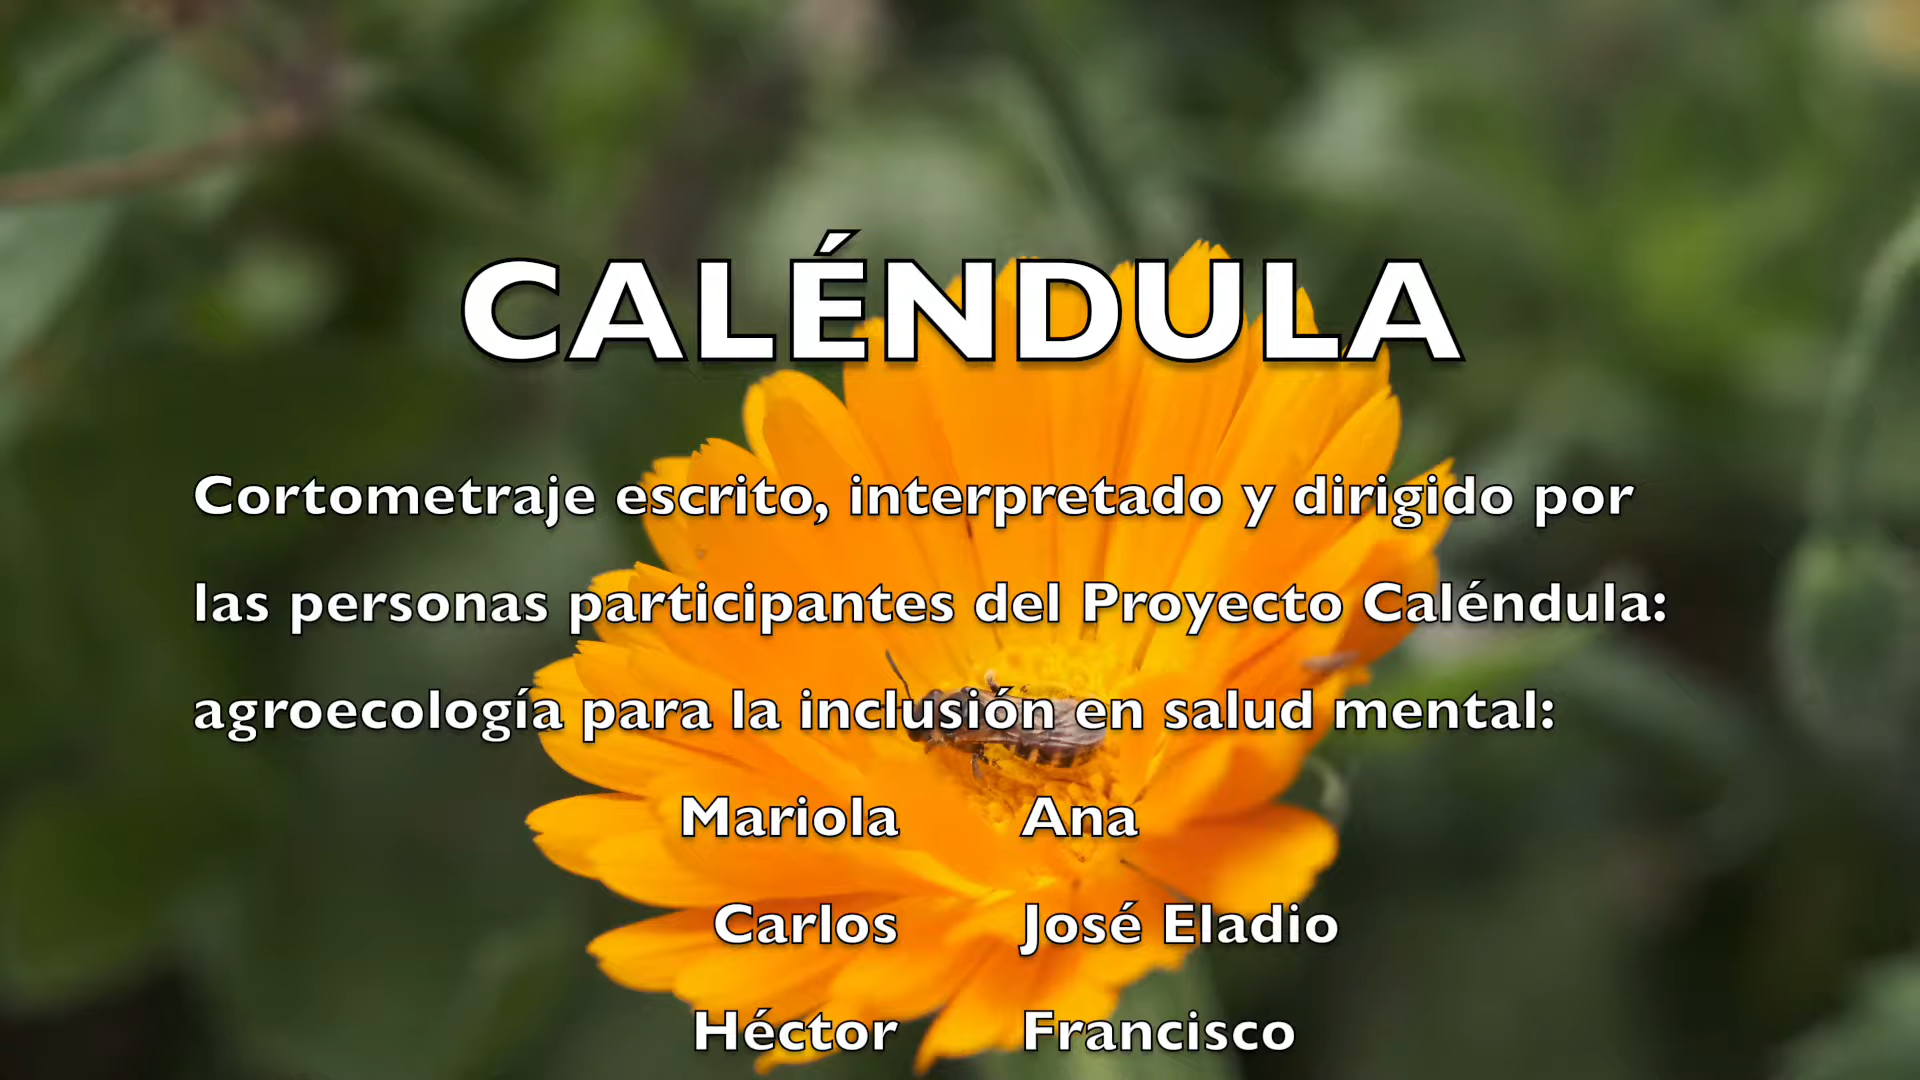 CALÉNDULA
Cortometraje escrito, interpretado y dirigido por
las personas participantes del Proyecto Caléndula:
agroecología para la inclusión en salud mental:
Mariola Ana
Carlos José Eladio
Héctor Francisco